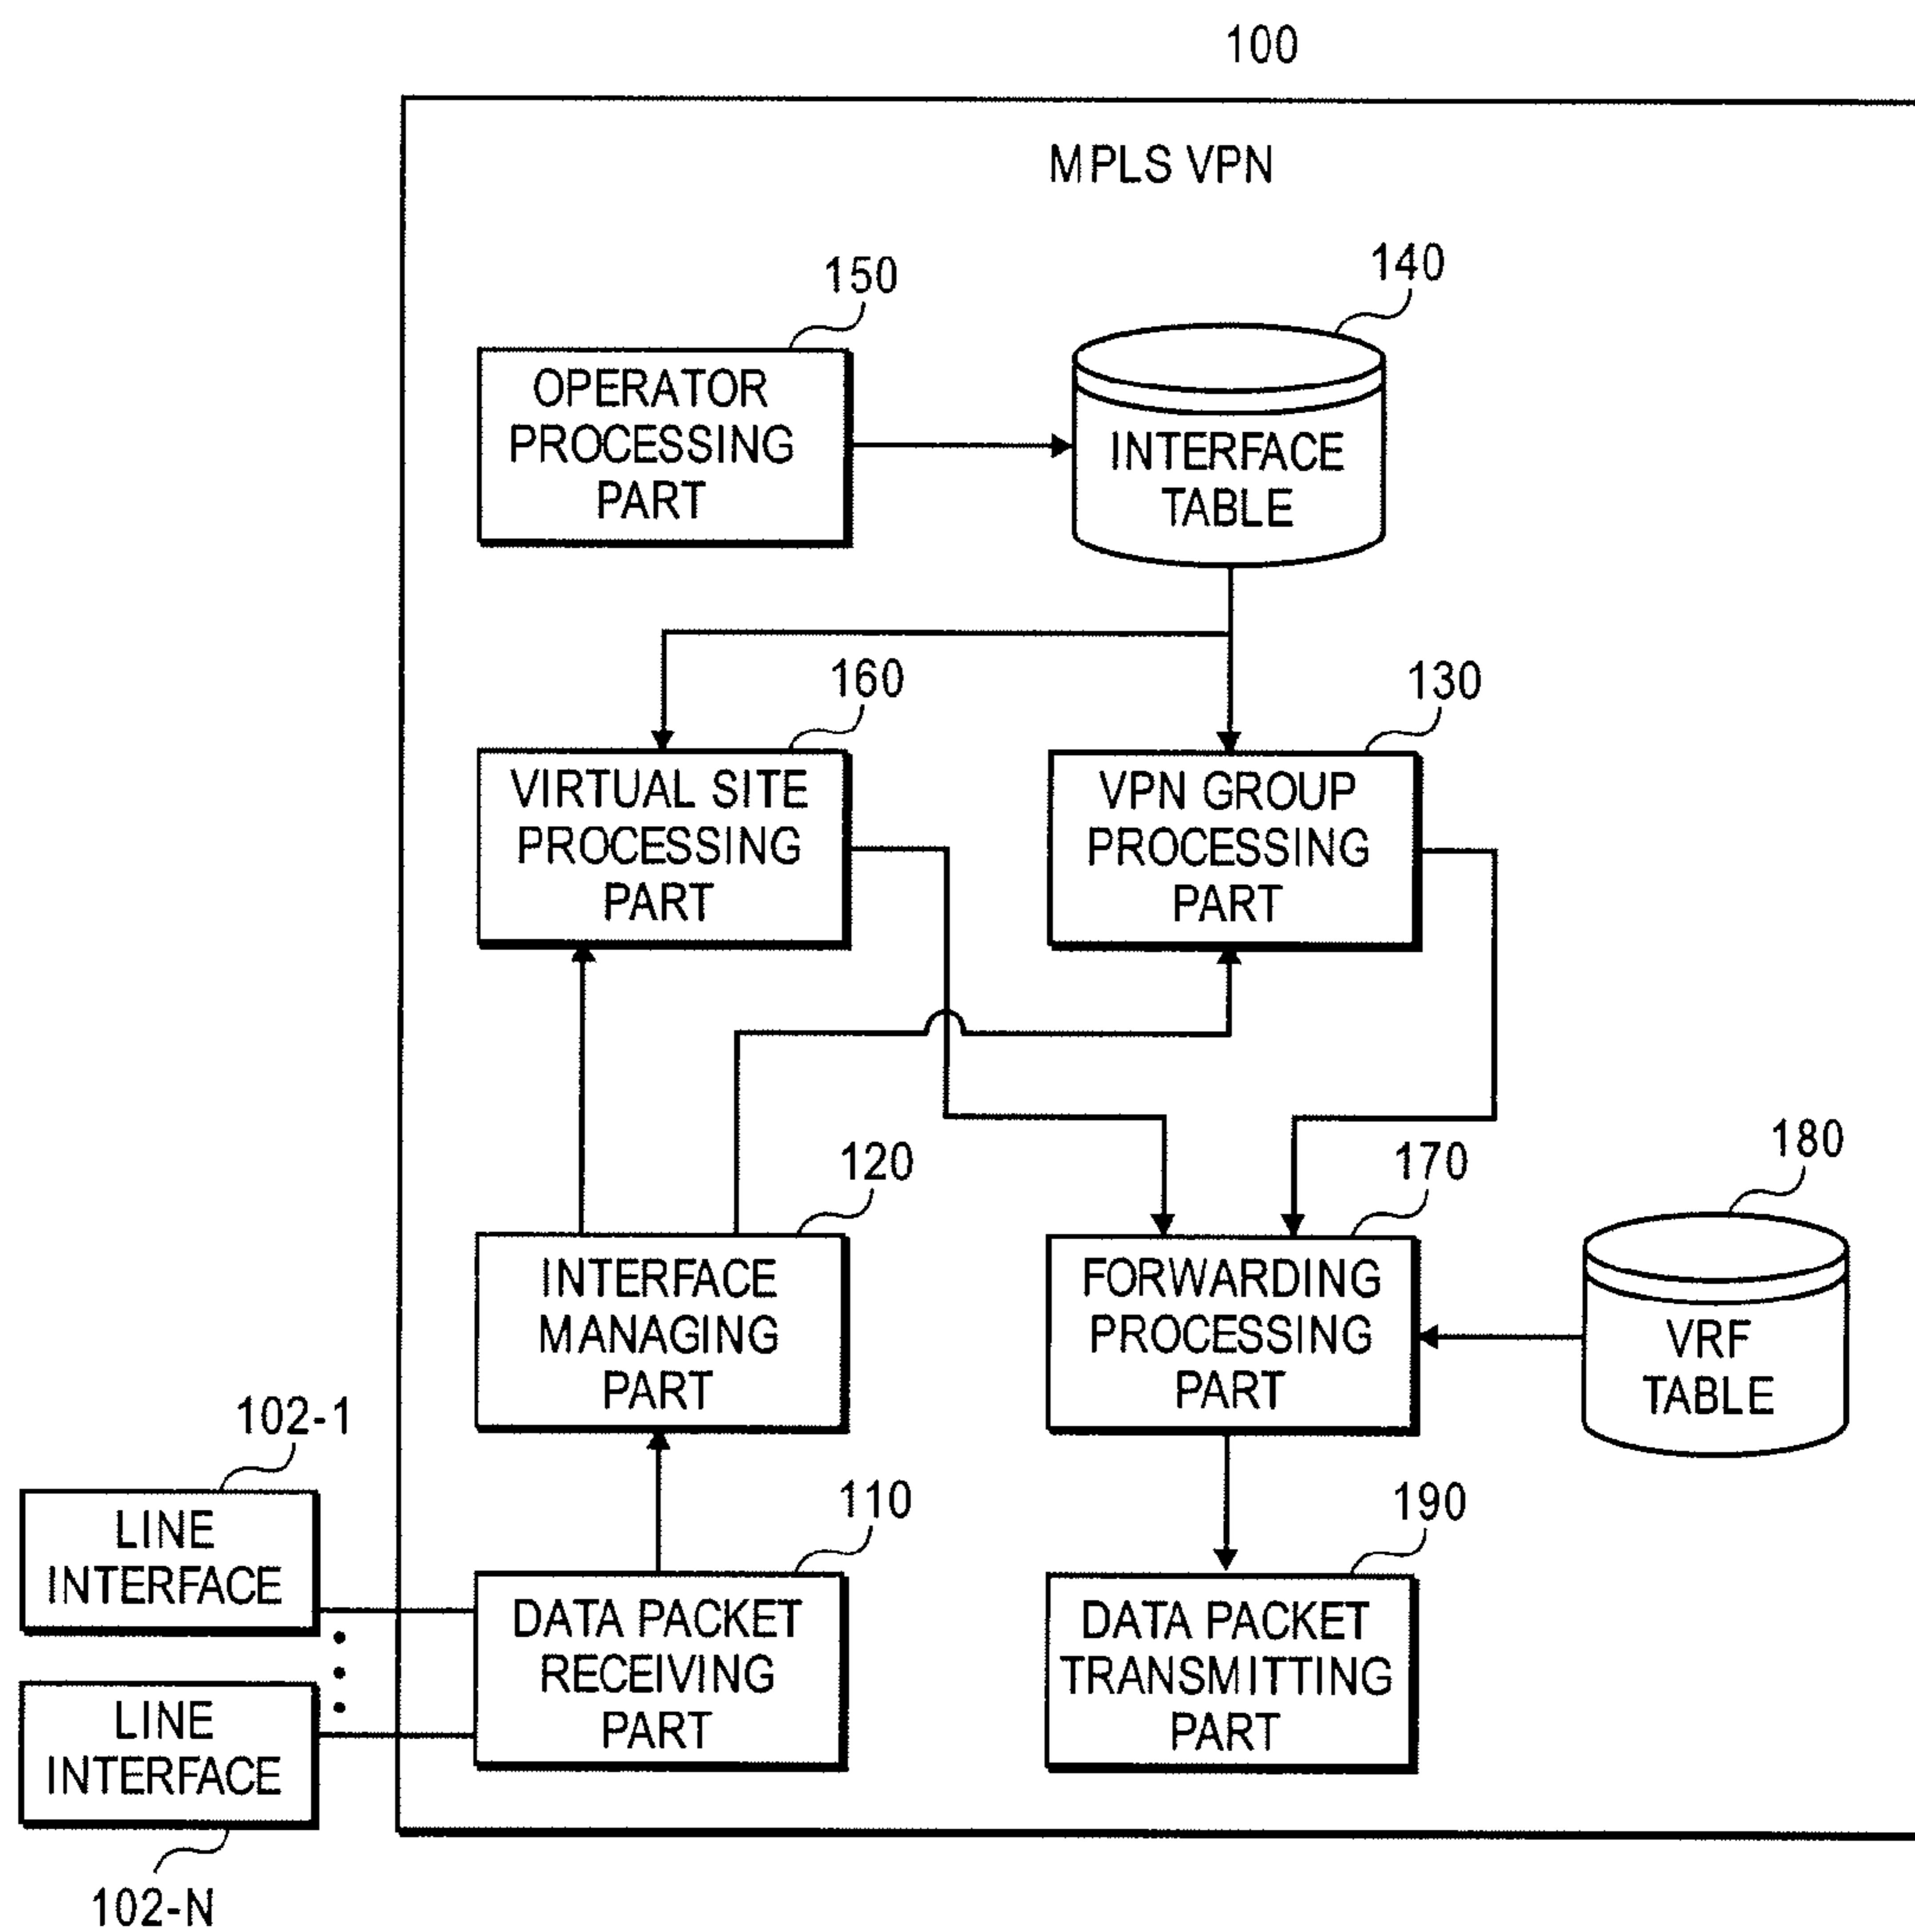 100
MPLS VPN
150
140
OPERATOR
PROCESSING
PART
INTERFACE
TABLE
160
130
VIRTUAL SITE
PROCESSING
PART
VPN GROUP
PROCESSING
PART
120
170
180
INTERFACE
MANAGING
PART
FORWARDING
PROCESSING
PART
VRF
TABLE
102-1
110
190
LINE
INTERFACE
DATA PACKET
RECEIVING
PART
DATA PACKET
TRANSMITTING
PART
LINE
INTERFACE
102-N